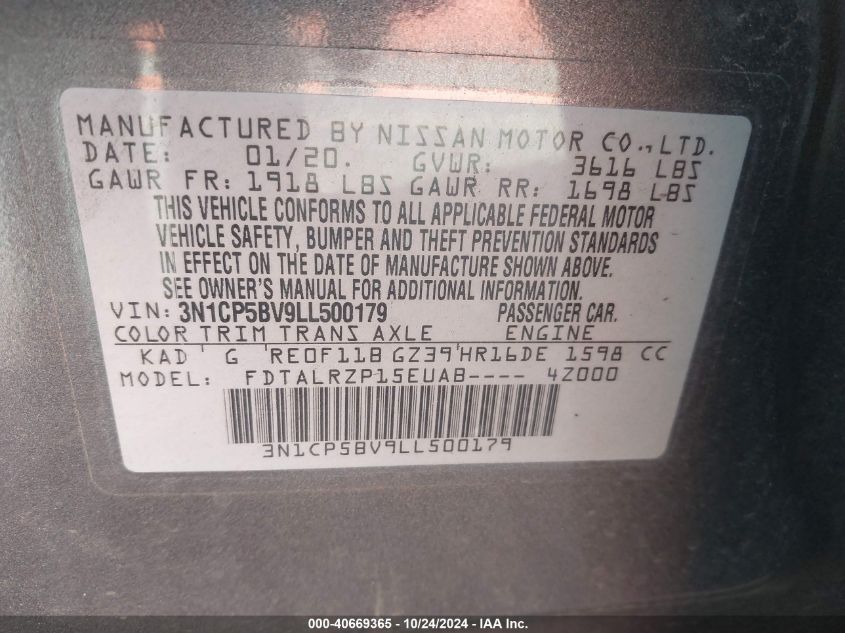 MANUFACTURED BY NISSAN MOTOR CO.,LTD.
DATE: 01/20. GVWR: 3616 LBS
GAWR FR: 1918 LBS GAWR RR: 1698 LBS
THIS VEHICLE CONFORMS TO ALL APPLICABLE FEDERAL MOTOR
VEHICLE SAFETY, BUMPER AND THEFT PREVENTION STANDARDS
IN EFFECT ON THE DATE OF MANUFACTURE SHOWN ABOVE.
SEE OWNER'S MANUAL FOR ADDITIONAL INFORMATION.
VIN: 3N1CP5BV9LL500179 PASSENGER CAR.
COLOR TRIM TRANS AXLE ENGINE
KAD G RE0F11B GZ39 HR16DE 1598 CC
MODEL: FDTALRZP15EUAB---- 4Z000
3N1CP5BV9LL500179
000-40669365 - 10/24/2024 - IAA Inc.